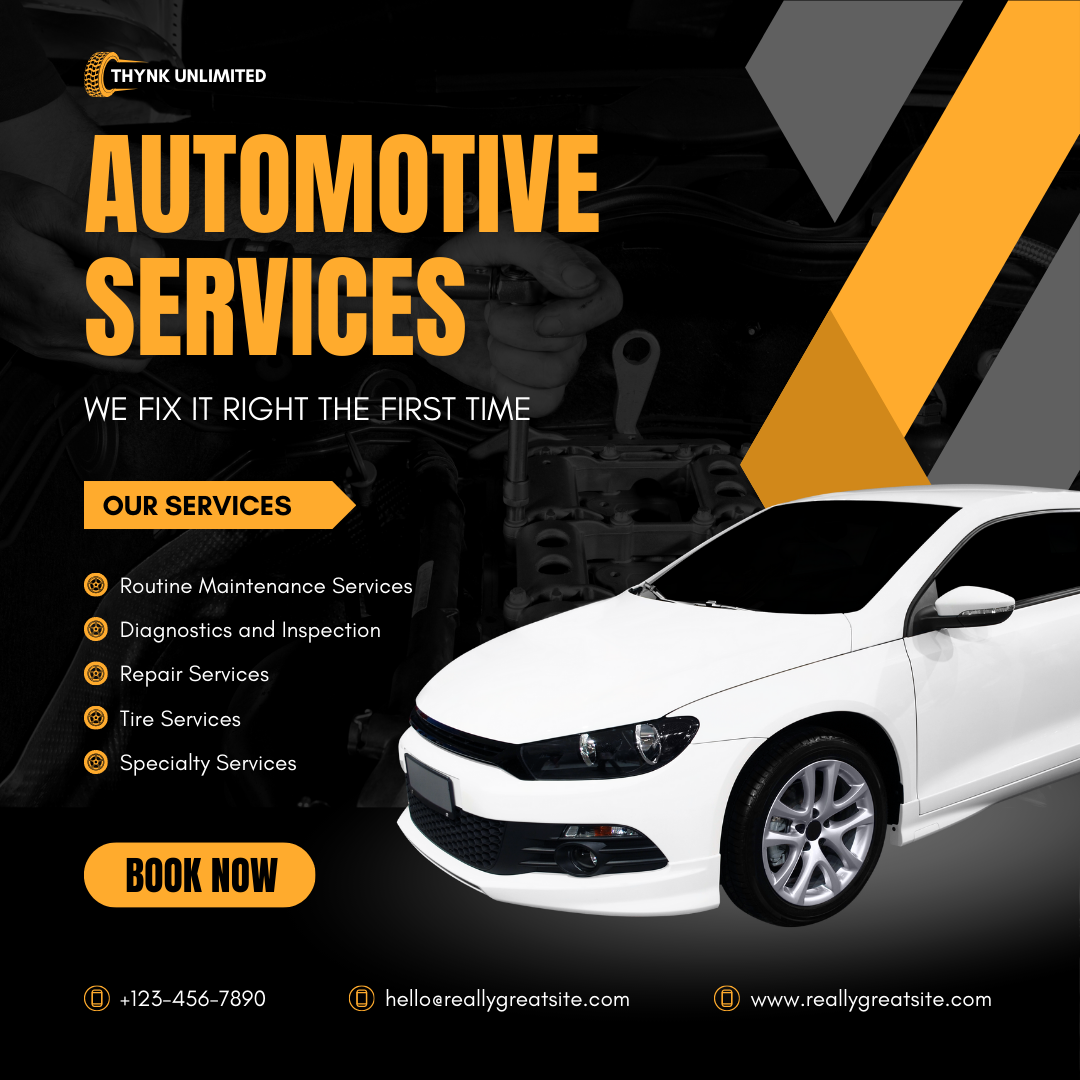 THYNK UNLIMITED
AUTOMOTIVE
SERVICES
WE FIX IT RIGHT THE FIRST TIME
OUR SERVICES
Routine Maintenance Services
Diagnostics and Inspection
Repair Services
Tire Services
Specialty Services
BOOK NOW
+123-456-7890
hello@reallygreatsite.com
www.reallygreatsite.com